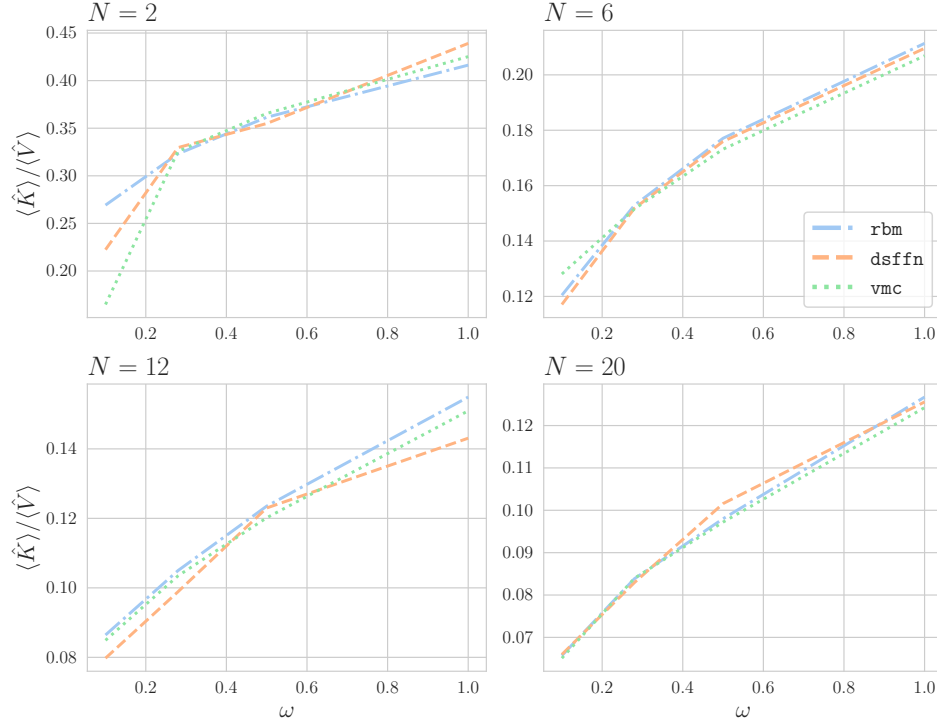 N = 2
N = 6
0.45
0.40
0.35
0.30
0.25
0.20
⟨K̂⟩/⟨V̂⟩
0.2 0.4 0.6 0.8 1.0
0.20
0.18
0.16
0.14
0.12
rbm
dsffn
vmc
0.2 0.4 0.6 0.8 1.0
N = 12
N = 20
0.14
0.12
0.10
0.08
⟨K̂⟩/⟨V̂⟩
0.2 0.4 0.6 0.8 1.0
ω
0.12
0.11
0.10
0.09
0.08
0.07
0.2 0.4 0.6 0.8 1.0
ω